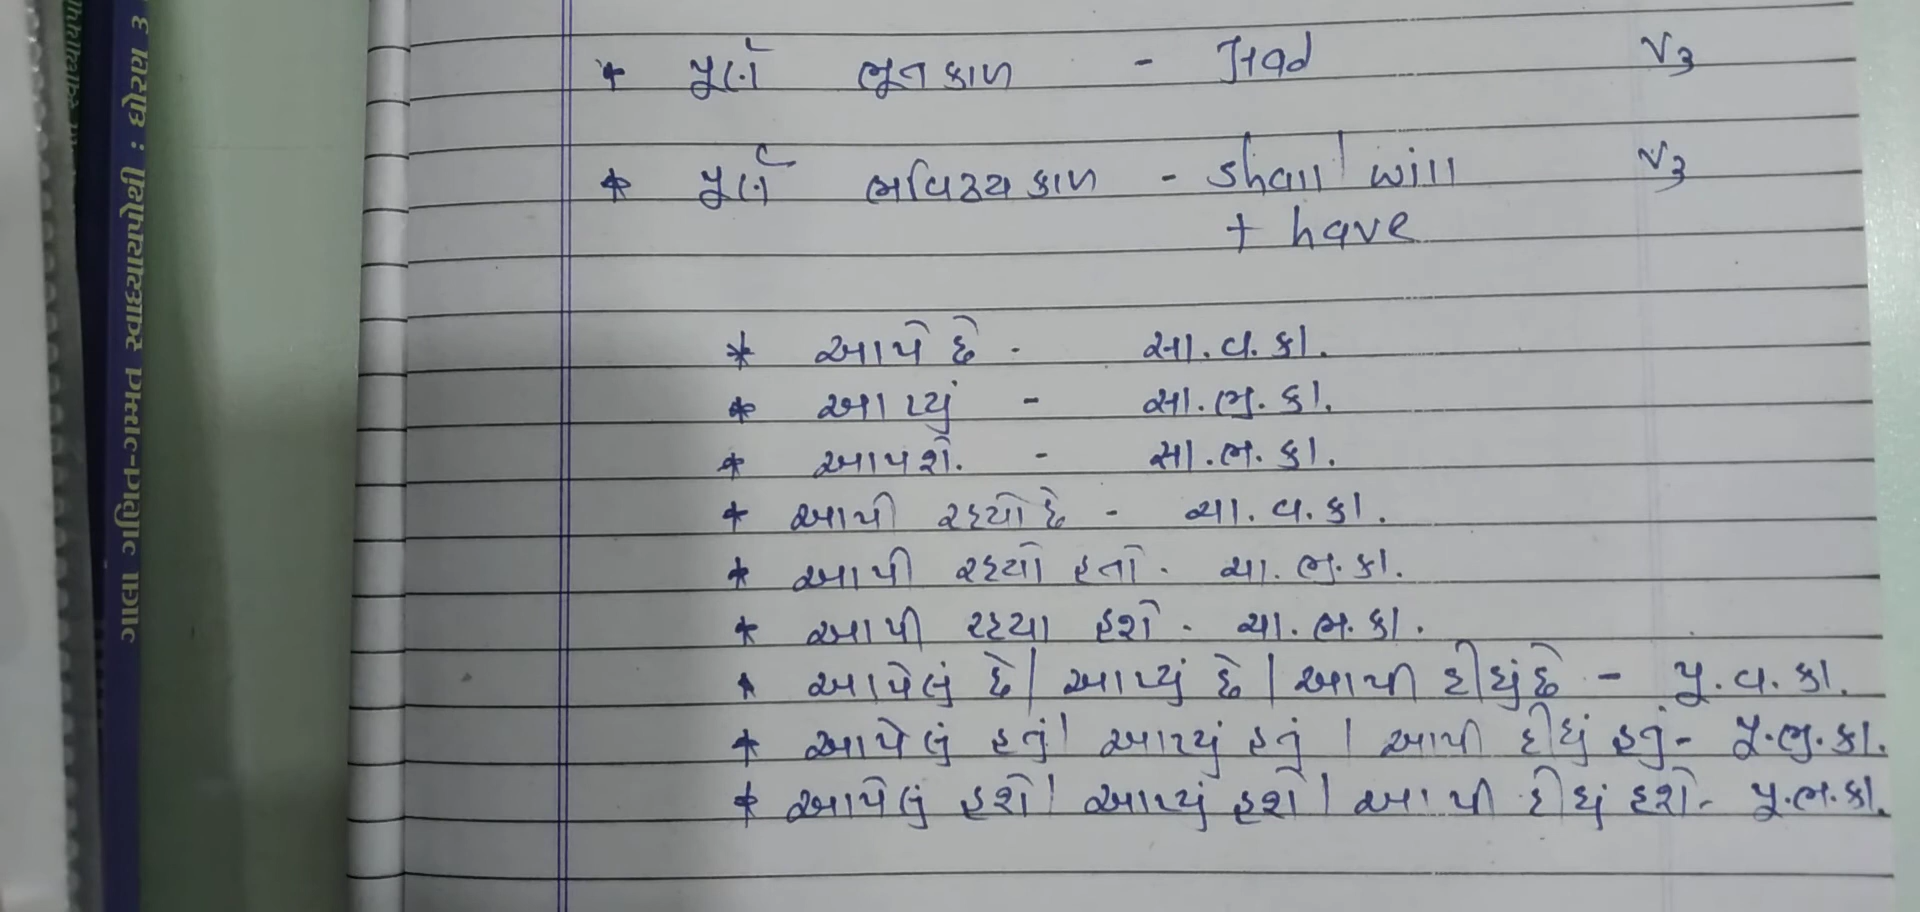 * પૂર્ણ ભૂતકાળ - Had V3
* પૂર્ણ ભવિષ્યકાળ - shall/will V3
+ have
* આપે છે - સા.વ.કા.
* આપ્યું - સા.ભૂ.કા.
* આપશે. - સા.ભ.કા.
* આપી રહ્યો છે - ચા.વ.કા.
* આપી રહ્યો હતો - ચા.ભૂ.કા.
* આપી રહ્યા હશે - ચા.ભ.કા.
* આપેલું છે / આપ્યું છે / આપી દીધું છે - પૂ.વ.કા.
* આપેલું હતું / આપ્યું હતું / આપી દીધું હતું - પૂ.ભૂ.કા.
* આપેલું હશે / આપ્યું હશે / આપી દીધું હશે - પૂ.ભ.કા.